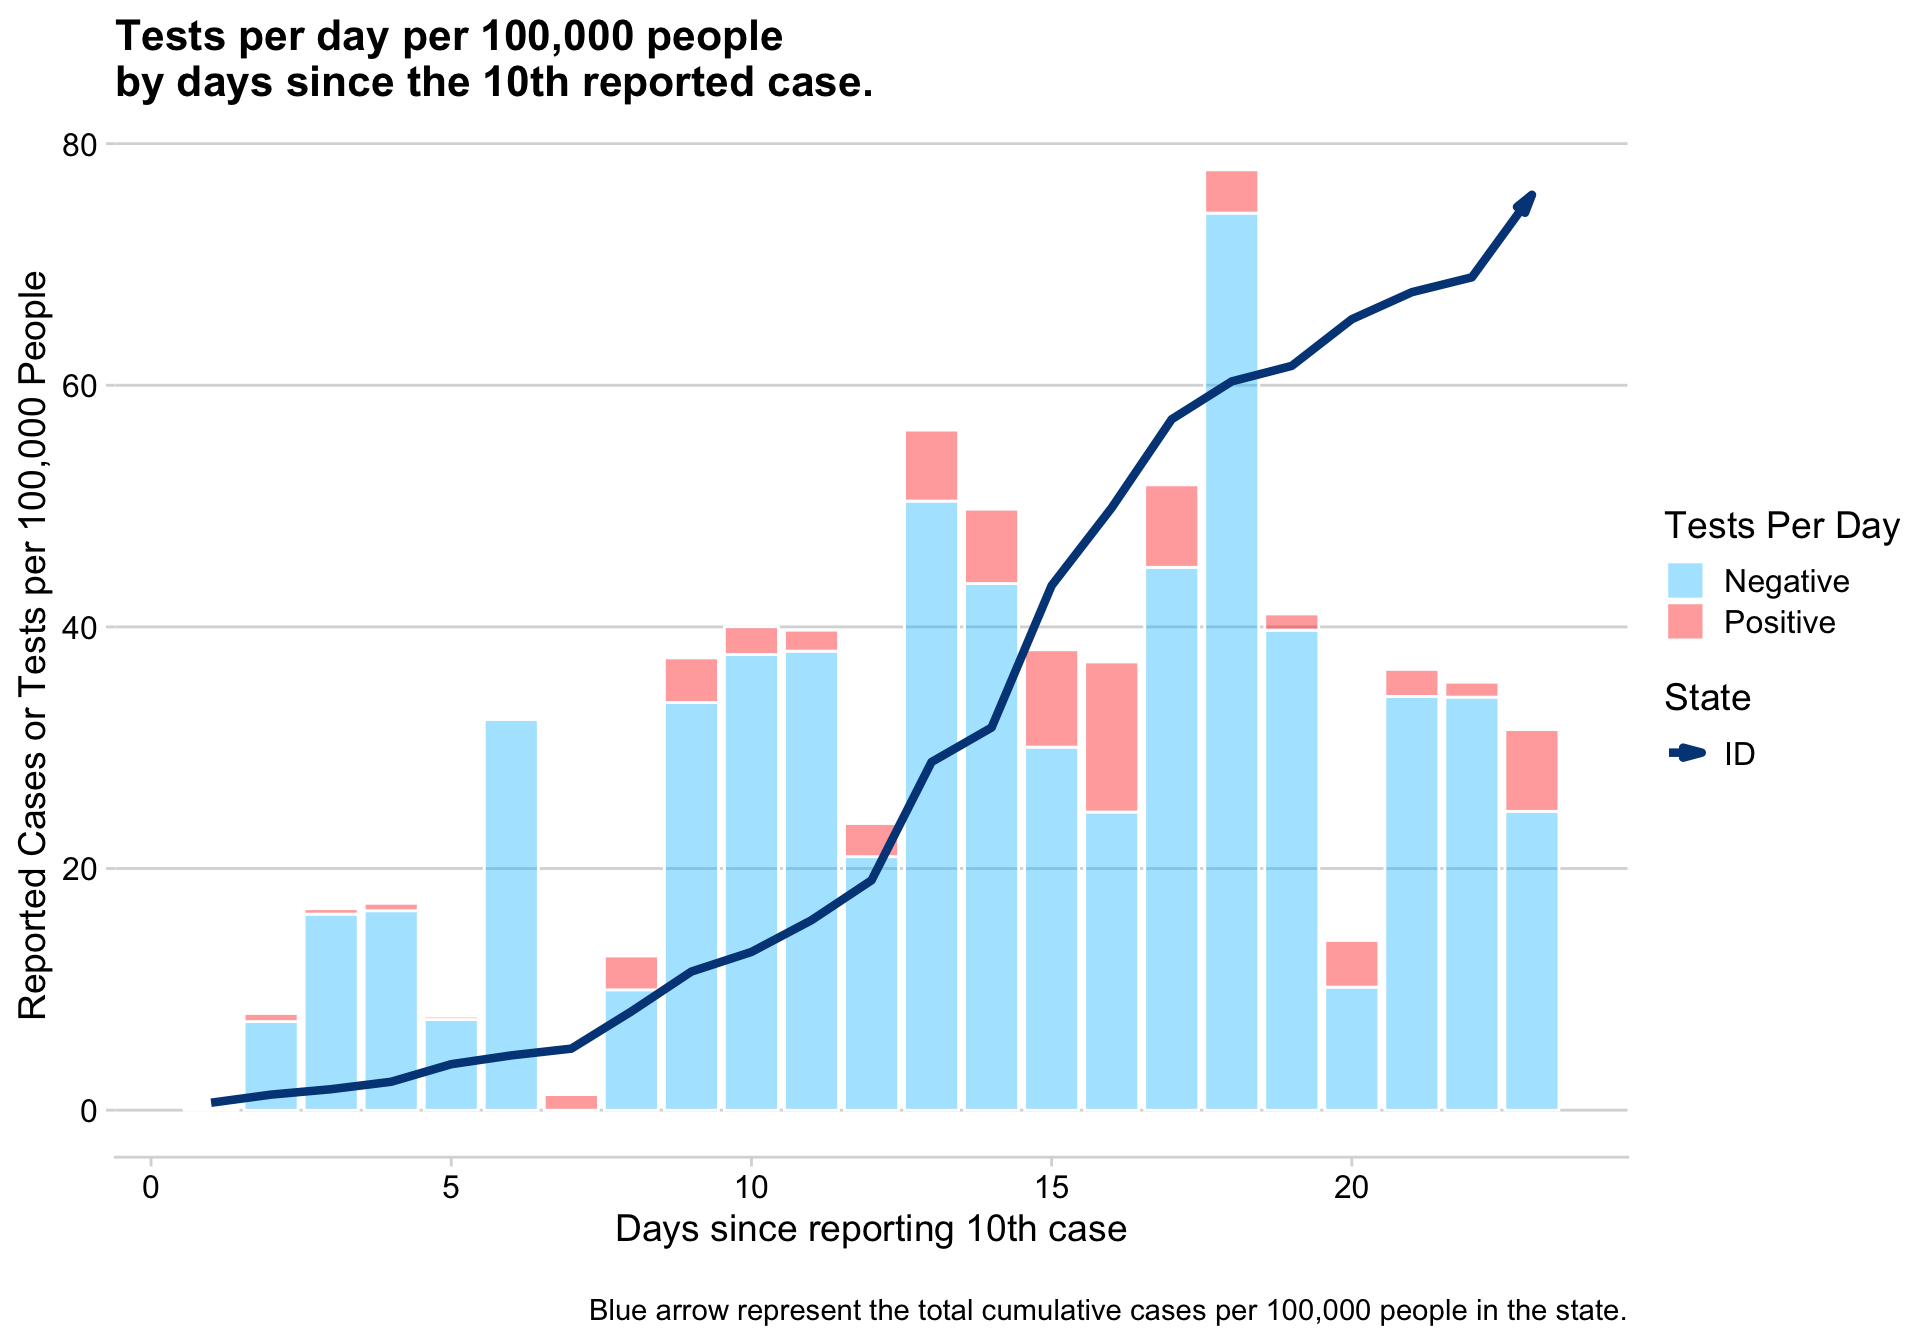 Tests per day per 100,000 people
by days since the 10th reported case.
Reported Cases or Tests per 100,000 People
80
60
40
20
0
0
5
10
15
20
Days since reporting 10th case
Tests Per Day
Negative
Positive
State
ID
Blue arrow represent the total cumulative cases per 100,000 people in the state.